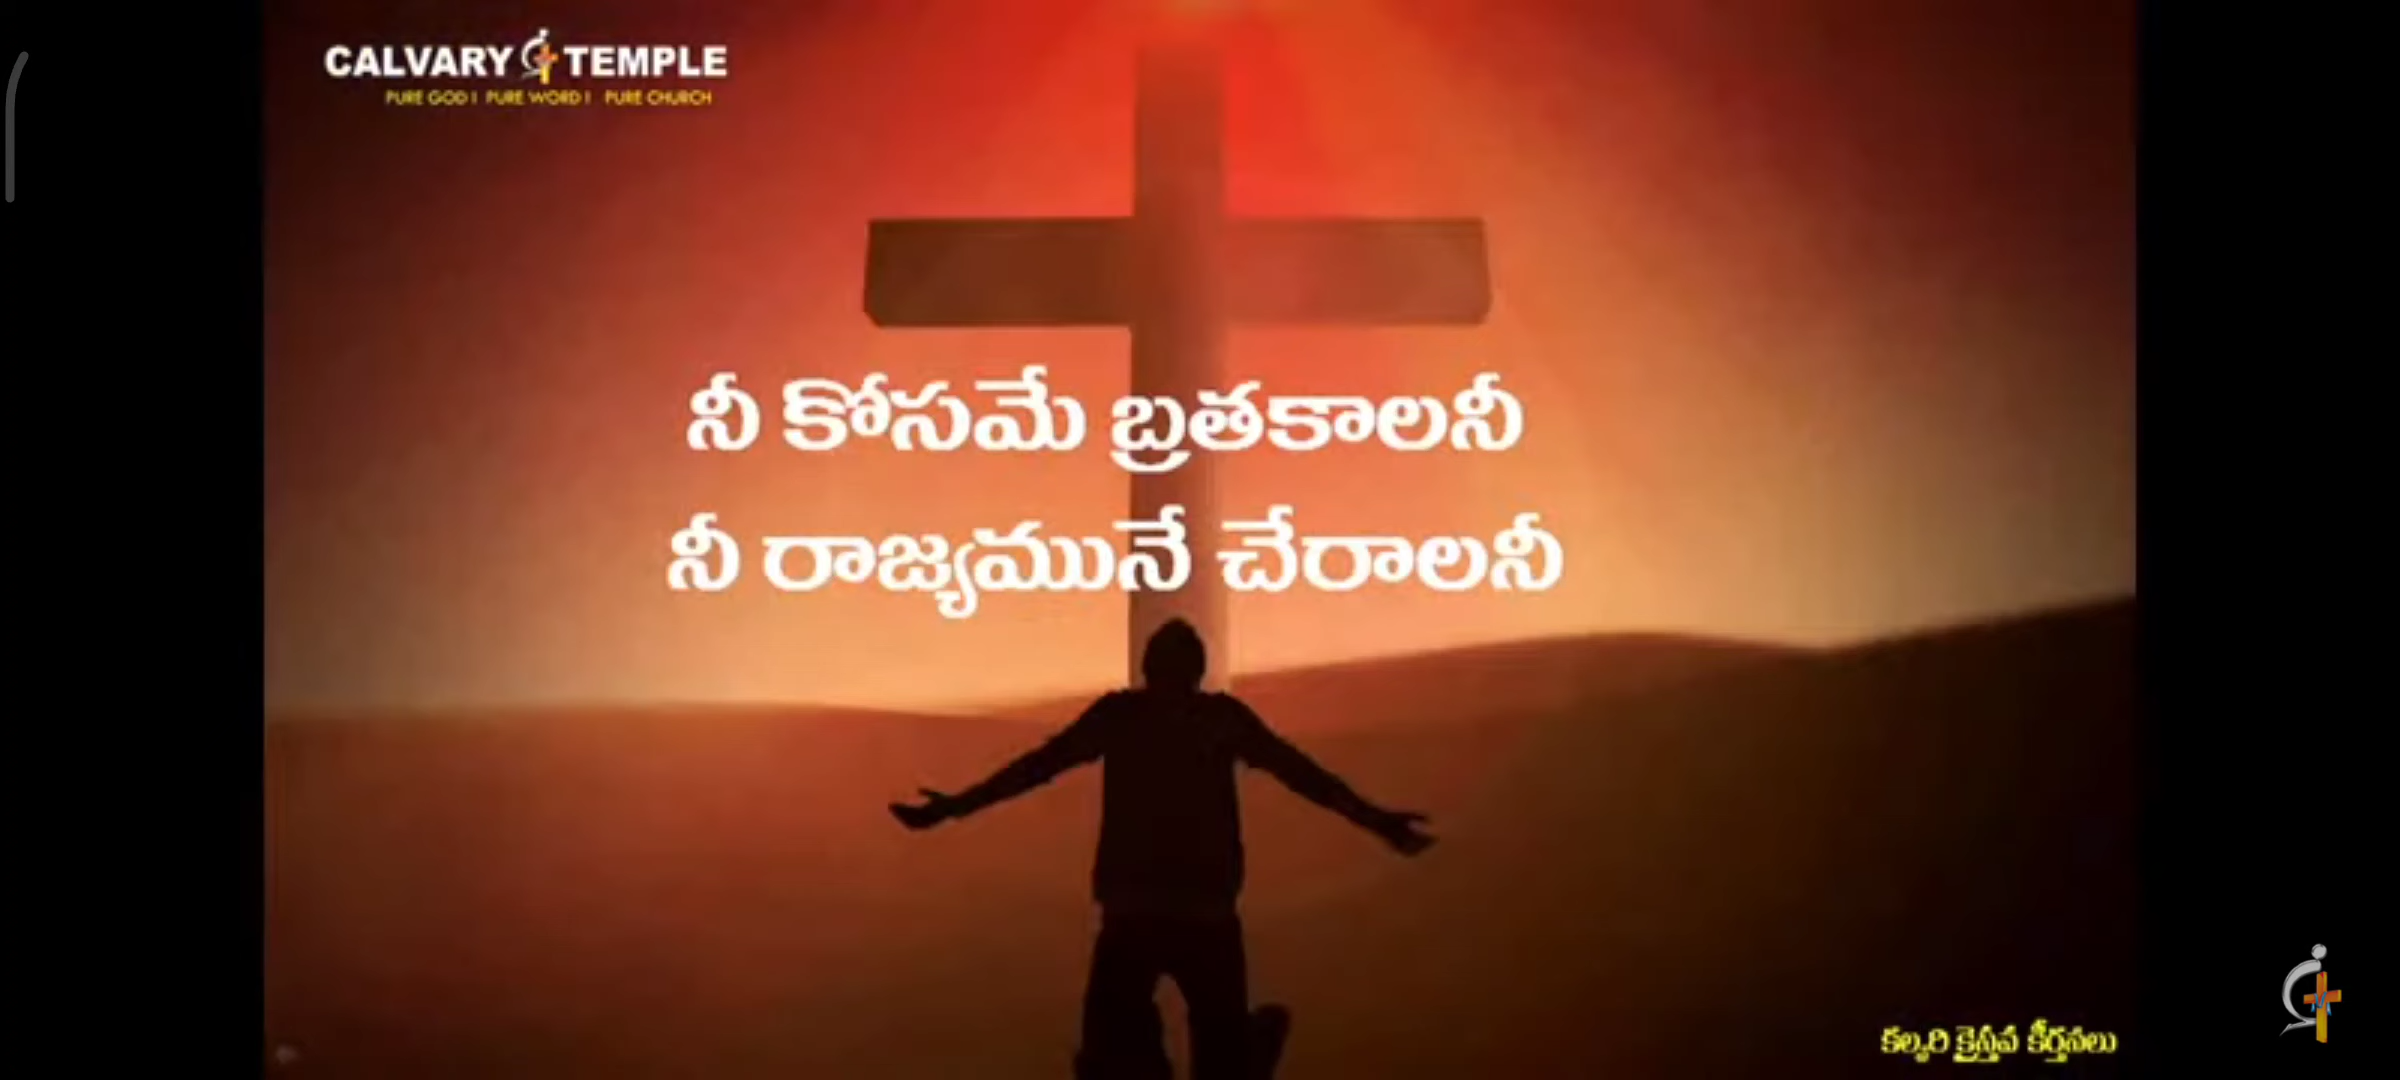 CALVARY TEMPLE
PURE GOD! PURE WORD! PURE CHURCH
నీ కోసమే బ్రతకాలనీ
నీ రాజ్యమునే చేరాలనీ
కల్వరి క్రైస్తవ కీర్తనలు